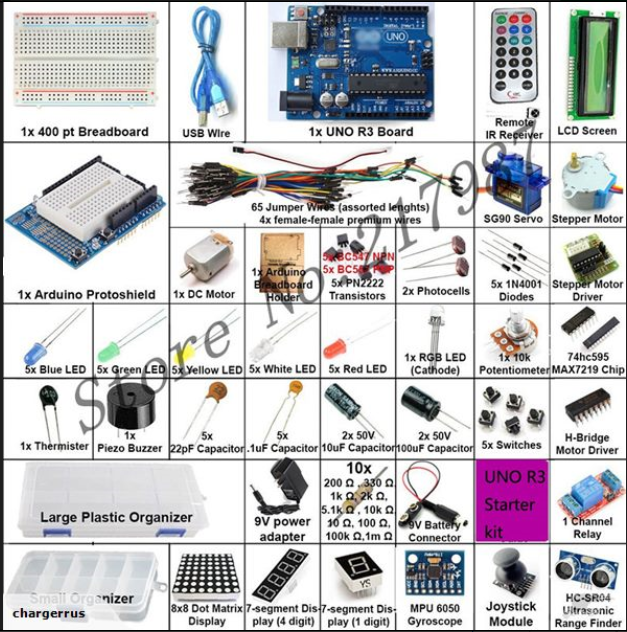 1x 400 pt Breadboard
USB WIre
UNO
1x UNO R3 Board
Remote
IR Receiver
LCD Screen
1x Arduino Protoshield
65 Jumper Wires (assorted lenghts)
4x female-female premium wires
SG90 Servo
Stepper Motor
1x DC Motor
1x Arduino
Breadboard
Holder
5x BC547 NPN
5x PN2222
Transistors
2x Photocells
5x 1N4001
Diodes
Stepper Motor
Driver
5x Blue LED
5x Green LED
5x Yellow LED
5x White LED
5x Red LED
1x RGB LED
(Cathode)
1x 10k
Potentiometer
74hc595
MAX7219 Chip
1x Thermister
1x
Piezo Buzzer
5x
22pF Capacitor
5x
.1uF Capacitor
2x 50V
10uF Capacitor
2x 50V
100uF Capacitor
5x Switches
H-Bridge
Motor Driver
Large Plastic Organizer
9V power
adapter
10x
200 Ω , 330 Ω
1k Ω, 2k Ω,
5.1k Ω , 10k Ω
10 Ω, 100 Ω,
100k Ω,1m Ω
9V Battery
Connector
UNO R3
Starter
kit
1 Channel
Relay
Small Organizer
chargerrus
8x8 Dot Matrix
Display
7-segment Dis-
play (4 digit)
7-segment Dis-
play (1 digit)
MPU 6050
Gyroscope
Joystick
Module
HC-SR04
Ultrasonic
Range Finder
Store No:217987